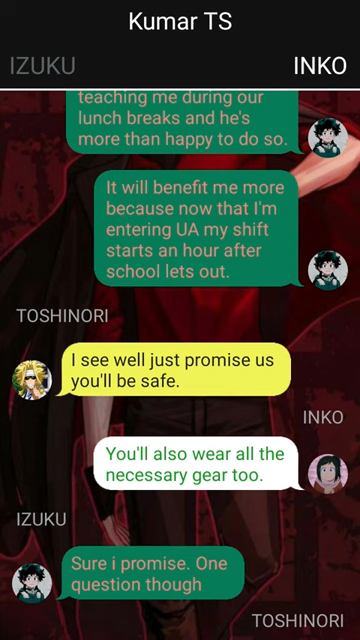 Kumar TS
IZUKU
INKO
teaching me during our
lunch breaks and he's
more than happy to do so.
It will benefit me more
because now that I'm
entering UA my shift
starts an hour after
school lets out.
TOSHINORI
I see well just promise us
you'll be safe.
INKO
You'll also wear all the
necessary gear too.
IZUKU
Sure i promise. One
question though
TOSHINORI